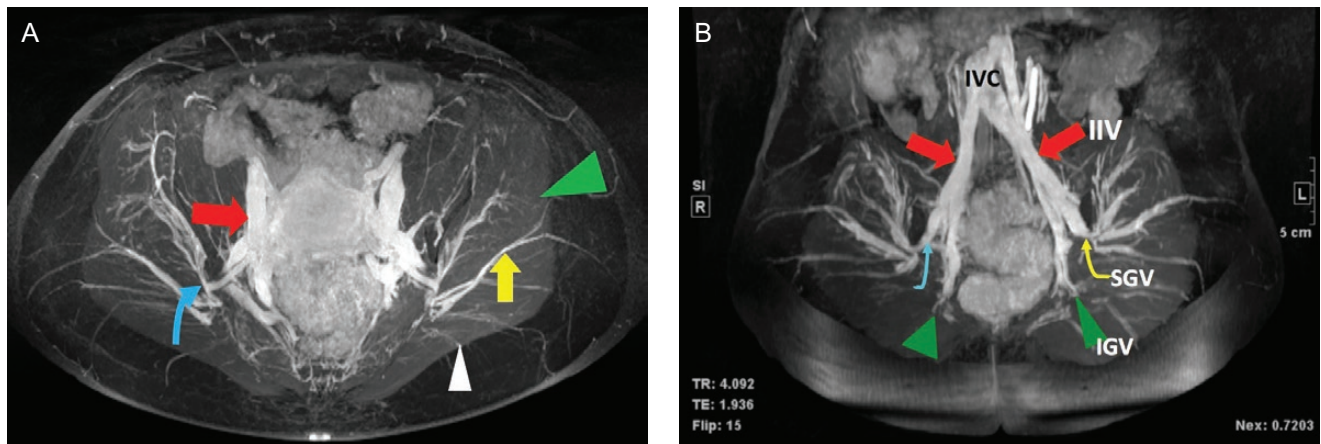 A
B
IVC
IIV
SI
R
L
5 cm
SGV
IGV
TR: 4.092
TE: 1.936
Flip: 15
Nex: 0.7203